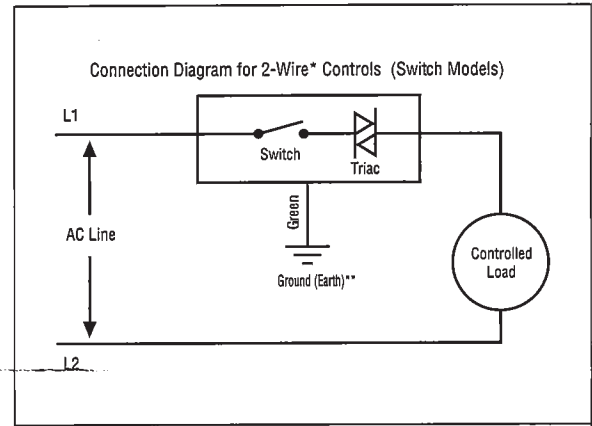 Connection Diagram for 2-Wire* Controls (Switch Models)
L1
Switch
Triac
Green
AC Line
Controlled
Load
Ground (Earth)**
L2